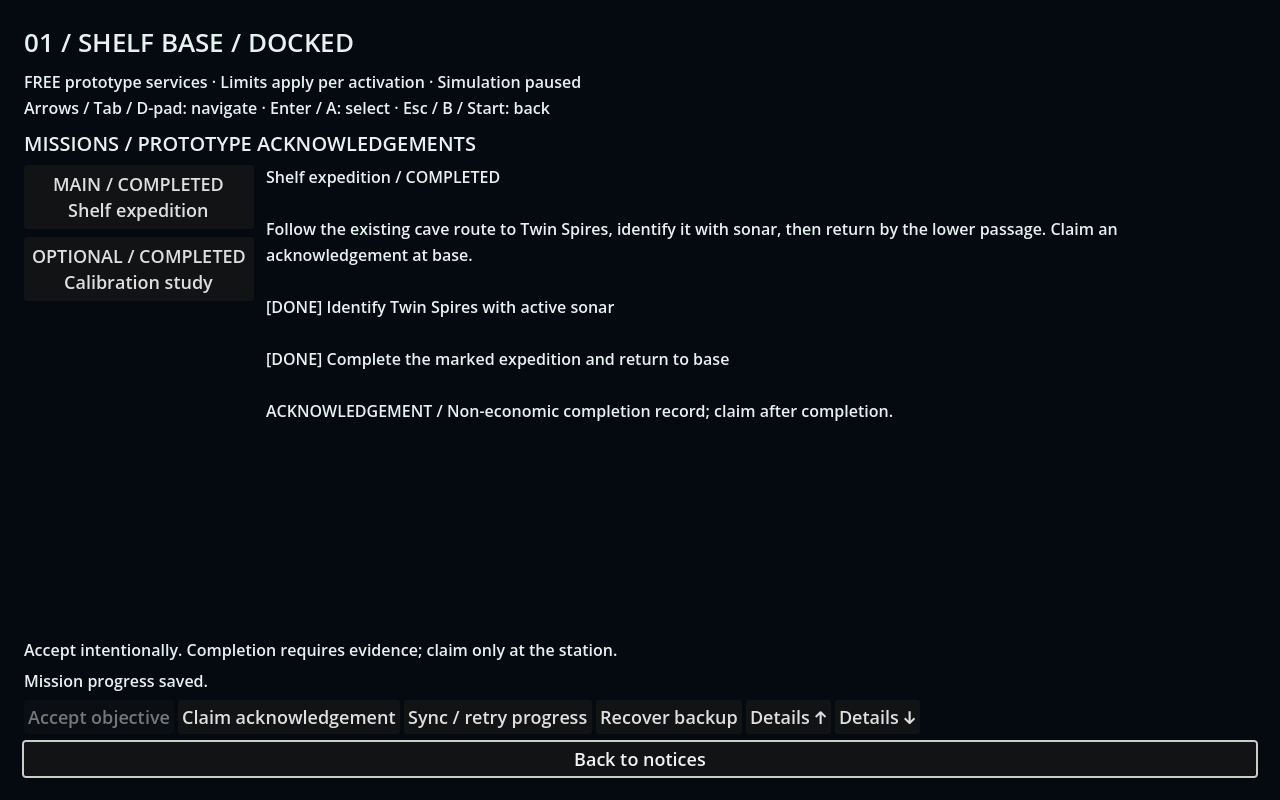 01 / SHELF BASE / DOCKED
FREE prototype services · Limits apply per activation · Simulation paused
Arrows / Tab / D-pad: navigate · Enter / A: select · Esc / B / Start: back
MISSIONS / PROTOTYPE ACKNOWLEDGEMENTS
MAIN / COMPLETED
Shelf expedition
OPTIONAL / COMPLETED
Calibration study
Shelf expedition / COMPLETED
Follow the existing cave route to Twin Spires, identify it with sonar, then return by the lower passage. Claim an
acknowledgement at base.
[DONE] Identify Twin Spires with active sonar
[DONE] Complete the marked expedition and return to base
ACKNOWLEDGEMENT / Non-economic completion record; claim after completion.
Accept intentionally. Completion requires evidence; claim only at the station.
Mission progress saved.
Accept objective Claim acknowledgement Sync / retry progress Recover backup Details ↑ Details ↓
Back to notices